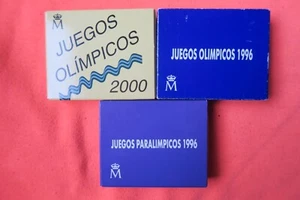 M
JUEGOS
OLÍMPICOS
2000
JUEGOS OLIMPICOS 1996
M
JUEGOS PARALIMPICOS 1996
M